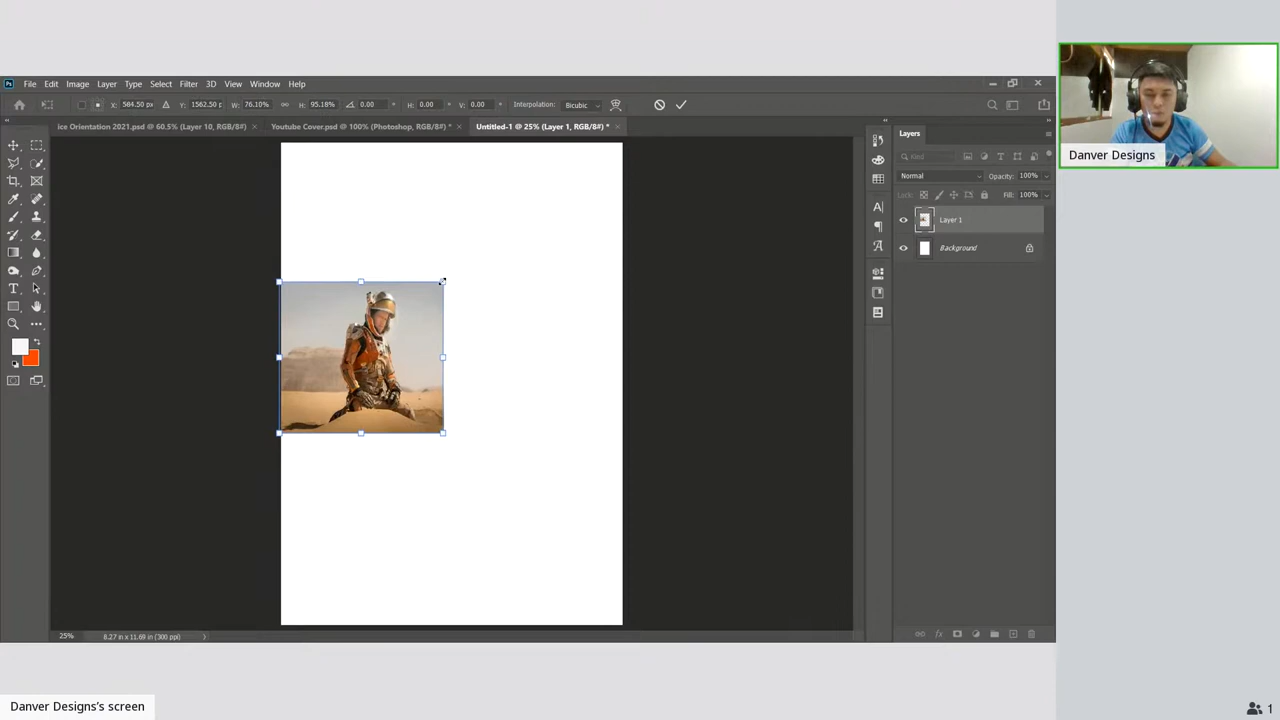 Ps File Edit Image Layer Type Select Filter 3D View Window Help
X: 584.50 px Y: 1562.50 p W: 76.10% H: 95.18% 0.00 ° H: 0.00 ° V: 0.00 ° Interpolation: Bicubic
ice Orientation 2021.psd @ 60.5% (Layer 10, RGB/8#) × Youtube Cover.psd @ 100% (Photoshop, RGB/8#) * × Untitled-1 @ 25% (Layer 1, RGB/8#) * ×
Layers
Kind
Normal Opacity: 100%
Lock: Fill: 100%
Layer 1
Background
25% 8.27 in x 11.69 in (300 ppi)
Danver Designs
Danver Designs's screen
1